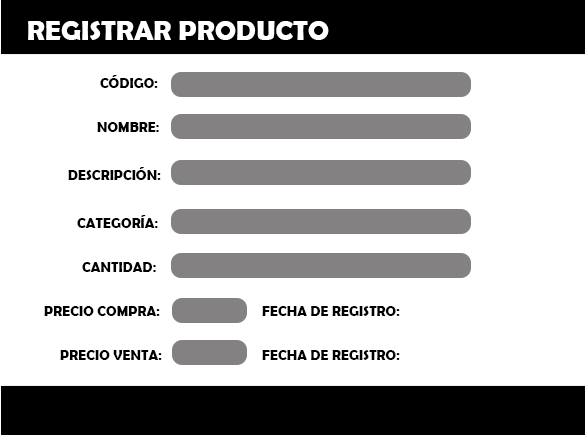 REGISTRAR PRODUCTO
CÓDIGO:
NOMBRE:
DESCRIPCIÓN:
CATEGORÍA:
CANTIDAD:
PRECIO COMPRA: FECHA DE REGISTRO:
PRECIO VENTA: FECHA DE REGISTRO: